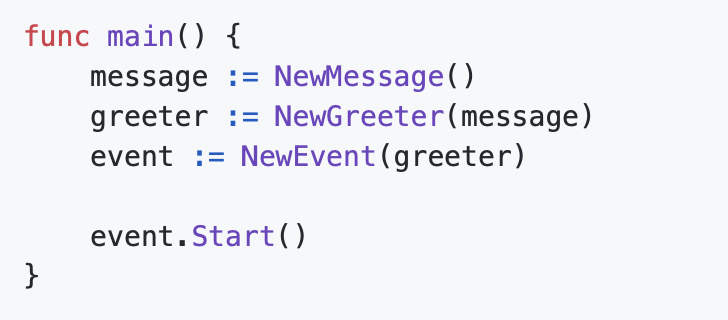 func main() {
    message := NewMessage()
    greeter := NewGreeter(message)
    event := NewEvent(greeter)

    event.Start()
}